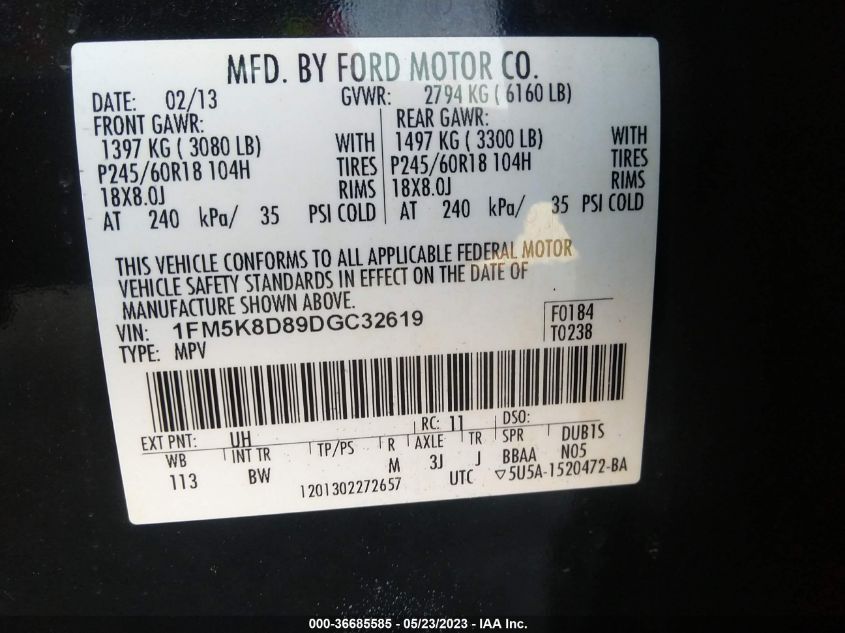 MFD. BY FORD MOTOR CO.
DATE: 02/13 GVWR: 2794 KG ( 6160 LB)
FRONT GAWR: REAR GAWR:
1397 KG ( 3080 LB) WITH 1497 KG ( 3300 LB) WITH
P245/60R18 104H TIRES P245/60R18 104H TIRES
18X8.0J RIMS 18X8.0J RIMS
AT 240 kPa/ 35 PSI COLD AT 240 kPa/ 35 PSI COLD
THIS VEHICLE CONFORMS TO ALL APPLICABLE FEDERAL MOTOR
VEHICLE SAFETY STANDARDS IN EFFECT ON THE DATE OF
MANUFACTURE SHOWN ABOVE.
VIN: 1FM5K8D89DGC32619 F0184
TYPE: MPV T0238
EXT PNT: UH RC: 11 DSO:
WB INT TR TP/PS R AXLE TR SPR DUB1S
113 BW M 3J J BBAA N05
1201302272657 UTC ▽5U5A-1520472-BA
000-36685585 - 05/23/2023 - IAA Inc.